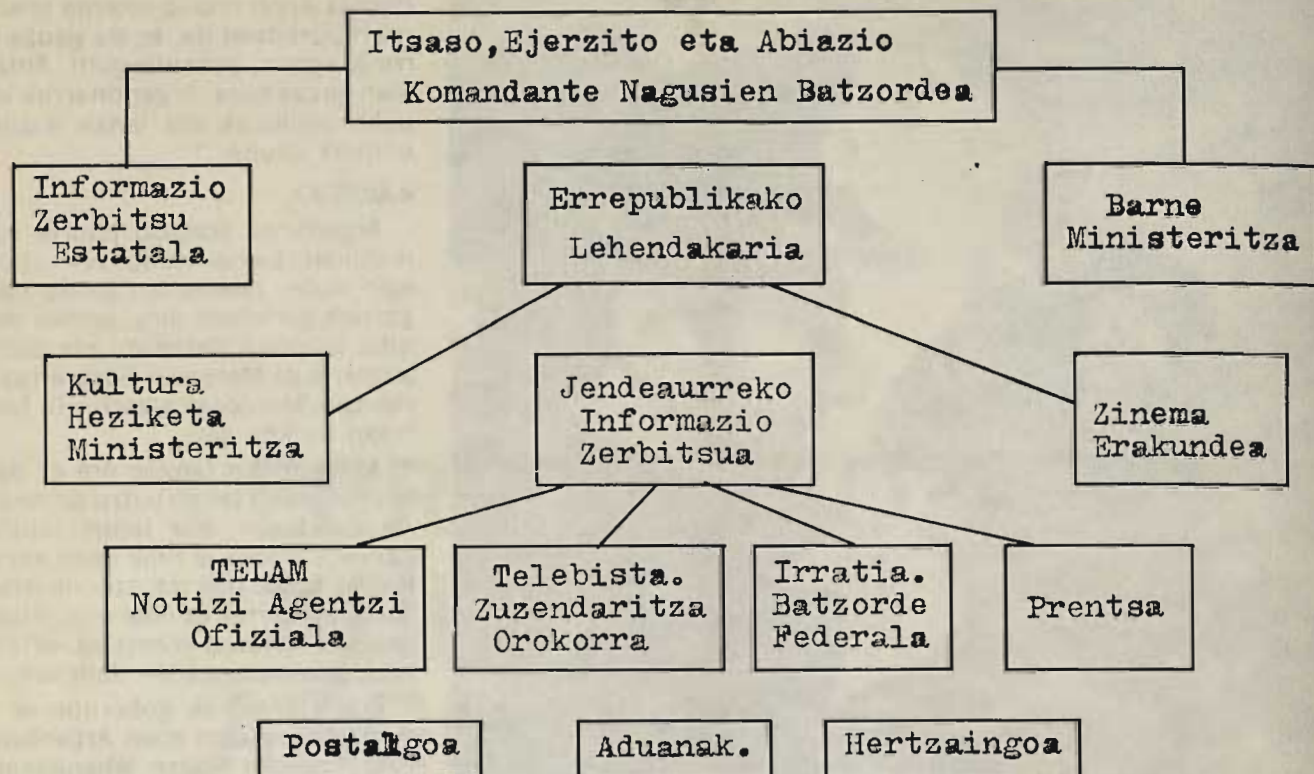 Itsaso,Ejerzito eta Abiazio
Komandante Nagusien Batzordea
Informazio
Zerbitsu
Estatala
Errepublikako
Lehendakaria
Barne
Ministeritza
Kultura
Heziketa
Ministeritza
Jendeaurreko
Informazio
Zerbitsua
Zinema
Erakundea
TELAM
Notizi Agentzi
Ofiziala
Telebista.
Zuzendaritza
Orokorra
Irratia.
Batzorde
Federala
Prentsa
Postalgoa
Aduanak.
Hertzaingoa